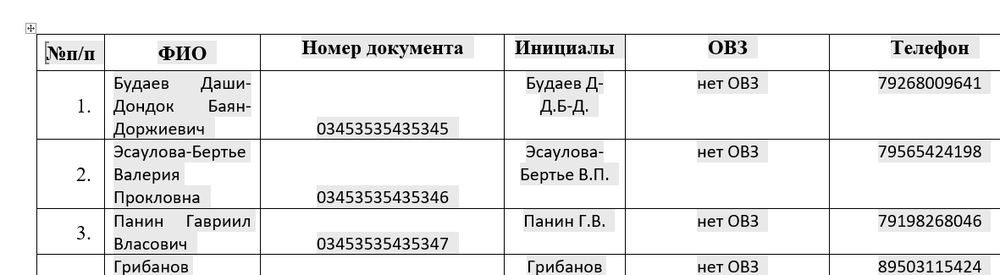 №п/п ФИО Номер документа Инициалы ОВЗ Телефон
1. Будаев Даши-Дондок Баян-Доржиевич 03453535435345 Будаев Д-Д.Б-Д. нет ОВЗ 79268009641
2. Эсаулова-Бертье Валерия Прокловна 03453535435346 Эсаулова-Бертье В.П. нет ОВЗ 79565424198
3. Панин Гавриил Власович 03453535435347 Панин Г.В. нет ОВЗ 79198268046
Грибанов Грибанов нет ОВЗ 89503115424